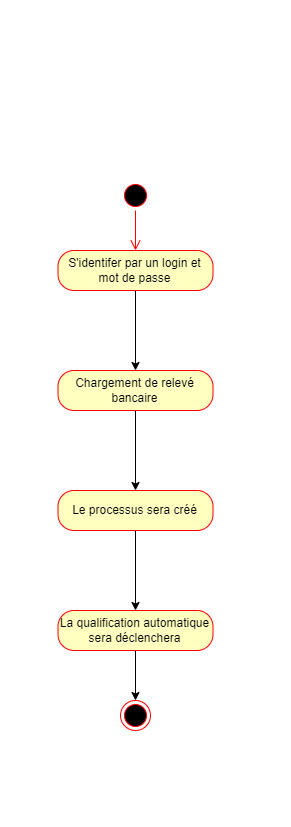 S'identifer par un login et
mot de passe
Chargement de relevé
bancaire
Le processus sera créé
La qualification automatique
sera déclenchera